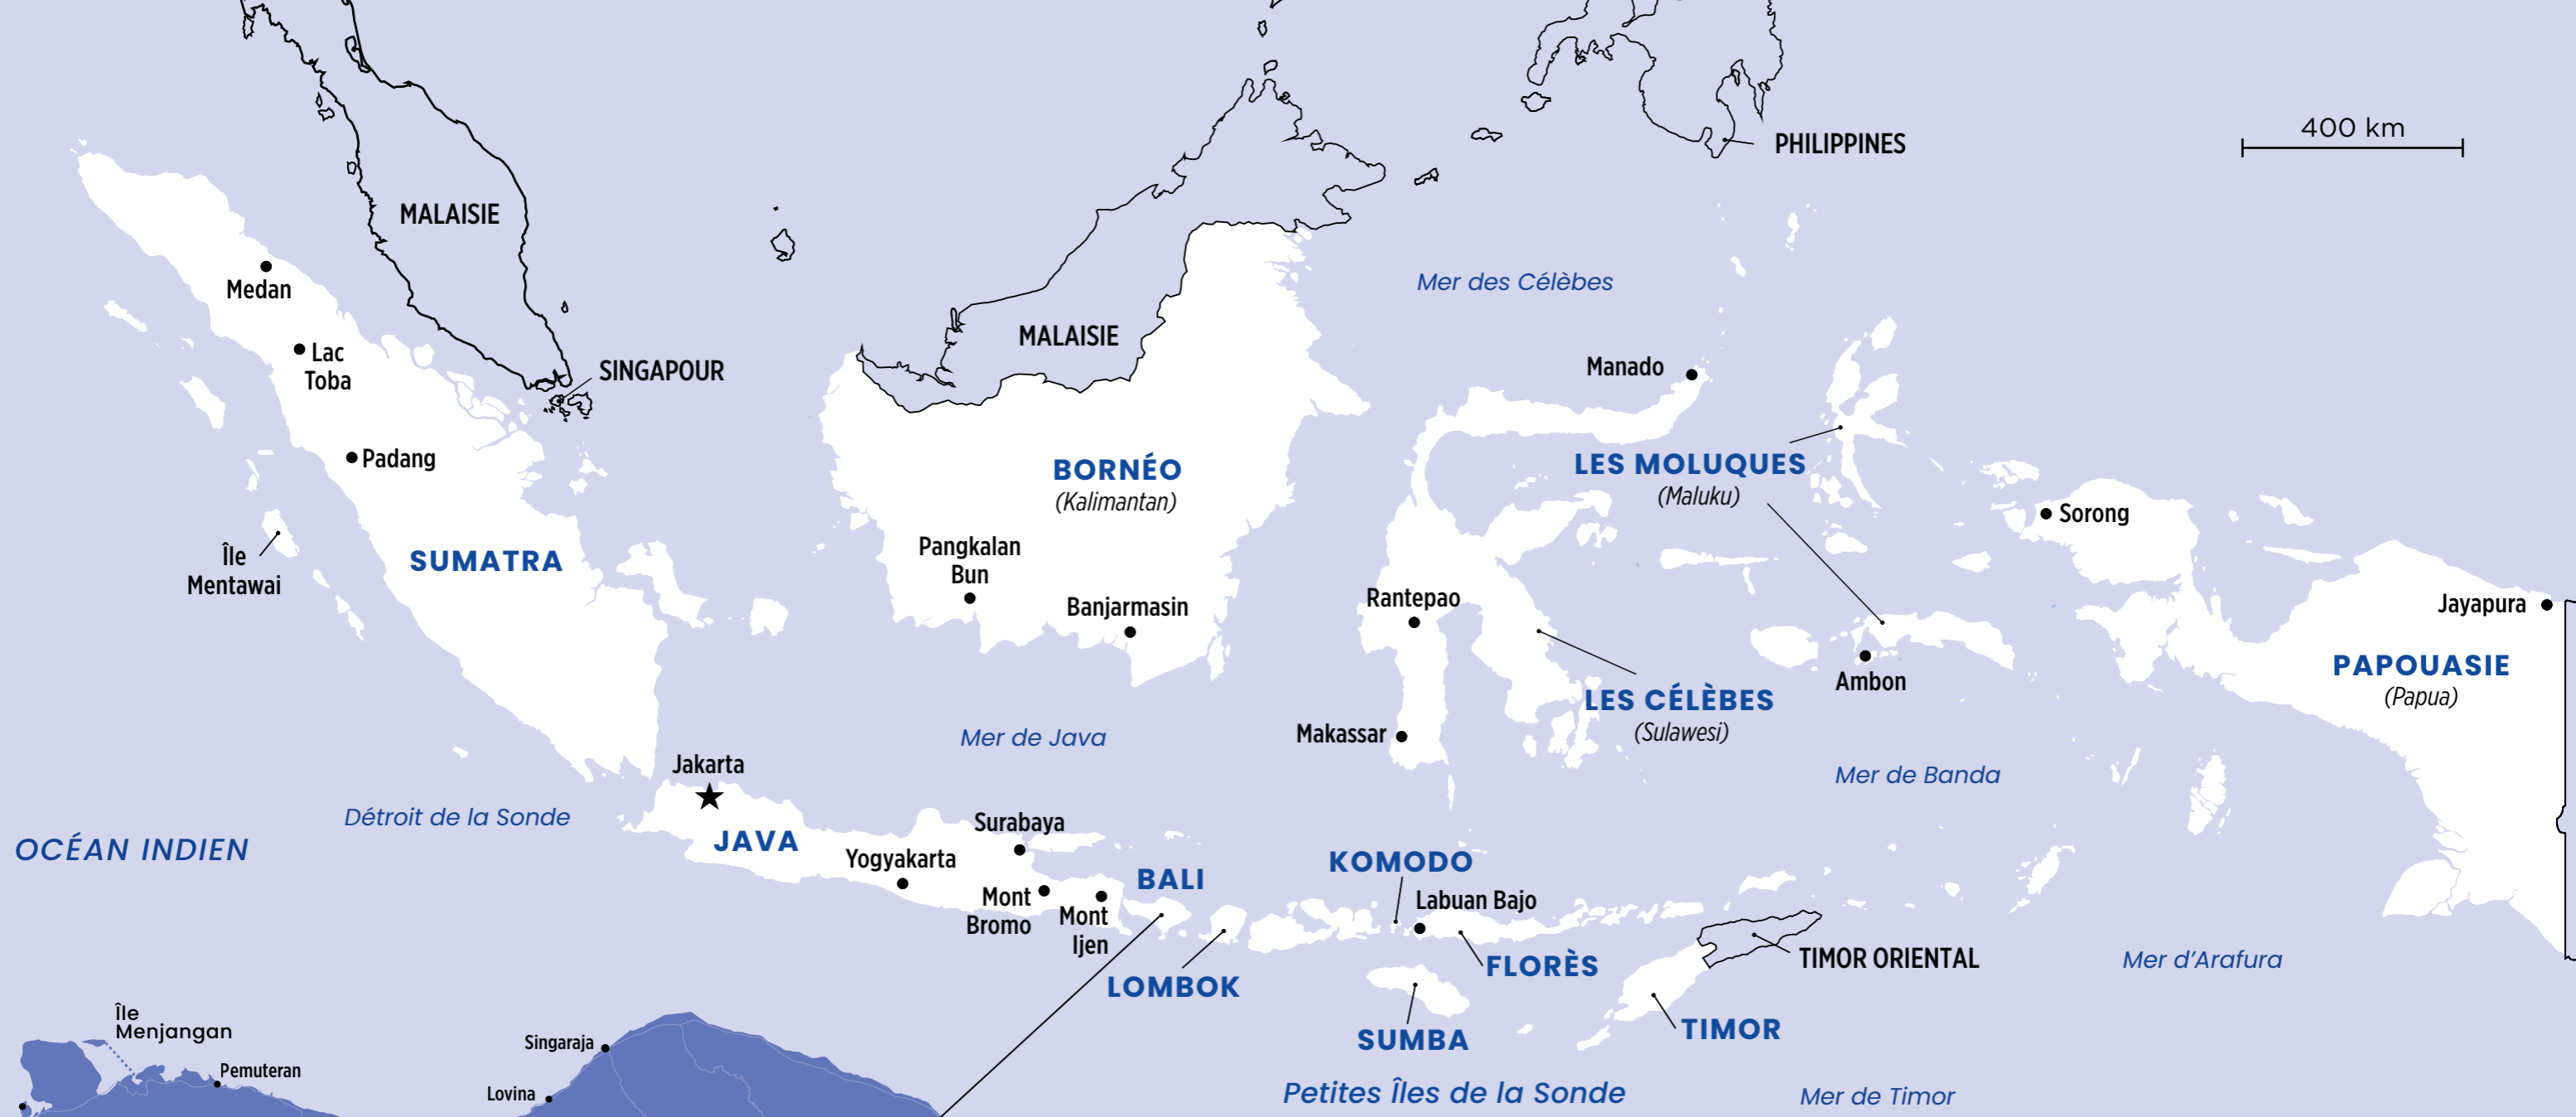 PHILIPPINES
400 km
MALAISIE
Medan
Mer des Célèbes
MALAISIE
Lac
Toba
SINGAPOUR
Manado
Padang
BORNÉO
(Kalimantan)
LES MOLUQUES
(Maluku)
Sorong
Île
Mentawai
SUMATRA
Pangkalan
Bun
Banjarmasin
Rantepao
Jayapura
PAPOUASIE
(Papua)
Ambon
LES CÉLÈBES
(Sulawesi)
Makassar
Mer de Java
Mer de Banda
Jakarta
Détroit de la Sonde
OCÉAN INDIEN
JAVA
Surabaya
Yogyakarta
Mont
Bromo
Mont
Ijen
BALI
KOMODO
Labuan Bajo
LOMBOK
FLORÈS
TIMOR ORIENTAL
Mer d’Arafura
SUMBA
TIMOR
Petites Îles de la Sonde
Mer de Timor
Île
Menjangan
Pemuteran
Singaraja
Lovina